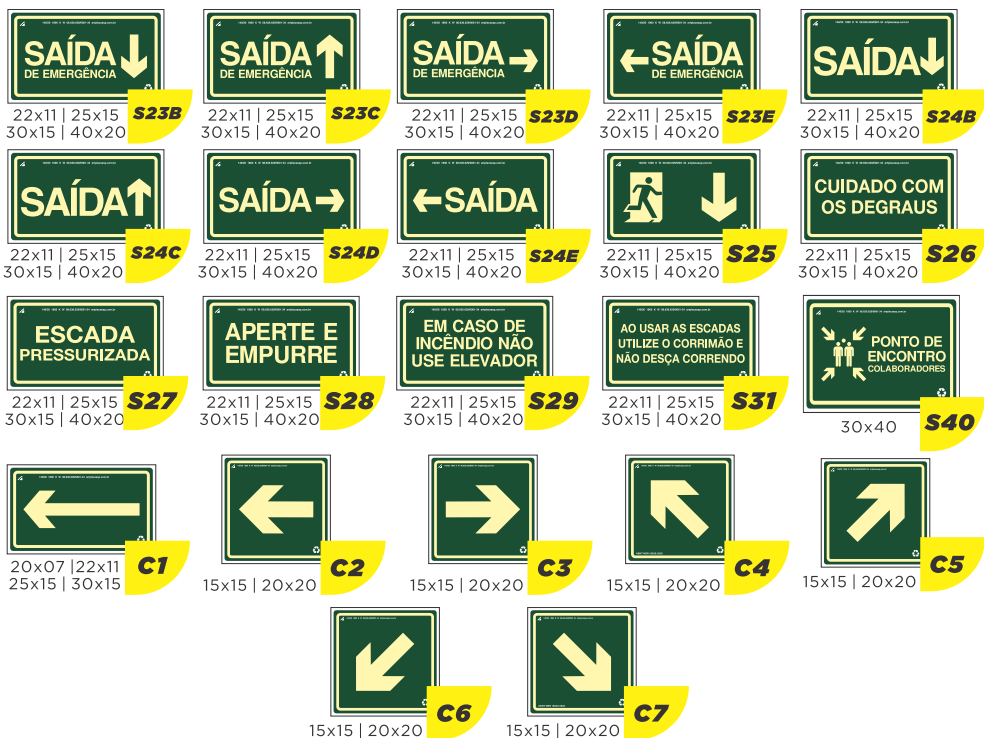 SAÍDA
DE EMERGÊNCIA
22x11 | 25x15
30x15 | 40x20
S23B
SAÍDA
DE EMERGÊNCIA
22x11 | 25x15
30x15 | 40x20
S23C
SAÍDA
DE EMERGÊNCIA
22x11 | 25x15
30x15 | 40x20
S23D
SAÍDA
DE EMERGÊNCIA
22x11 | 25x15
30x15 | 40x20
S23E
SAÍDA
22x11 | 25x15
30x15 | 40x20
S24B
SAÍDA
22x11 | 25x15
30x15 | 40x20
S24C
SAÍDA
22x11 | 25x15
30x15 | 40x20
S24D
SAÍDA
22x11 | 25x15
30x15 | 40x20
S24E
22x11 | 25x15
30x15 | 40x20
S25
CUIDADO COM
OS DEGRAUS
22x11 | 25x15
30x15 | 40x20
S26
ESCADA
PRESSURIZADA
22x11 | 25x15
30x15 | 40x20
S27
APERTE E
EMPURRE
22x11 | 25x15
30x15 | 40x20
S28
EM CASO DE
INCÊNDIO NÃO
USE ELEVADOR
22x11 | 25x15
30x15 | 40x20
S29
AO USAR AS ESCADAS
UTILIZE O CORRIMÃO E
NÃO DESÇA CORRENDO
22x11 | 25x15
30x15 | 40x20
S31
PONTO DE
ENCONTRO
COLABORADORES
30x40
S40
20x07 |22x11
25x15 | 30x15
C1
15x15 | 20x20
C2
15x15 | 20x20
C3
15x15 | 20x20
C4
15x15 | 20x20
C5
15x15 | 20x20
C6
15x15 | 20x20
C7